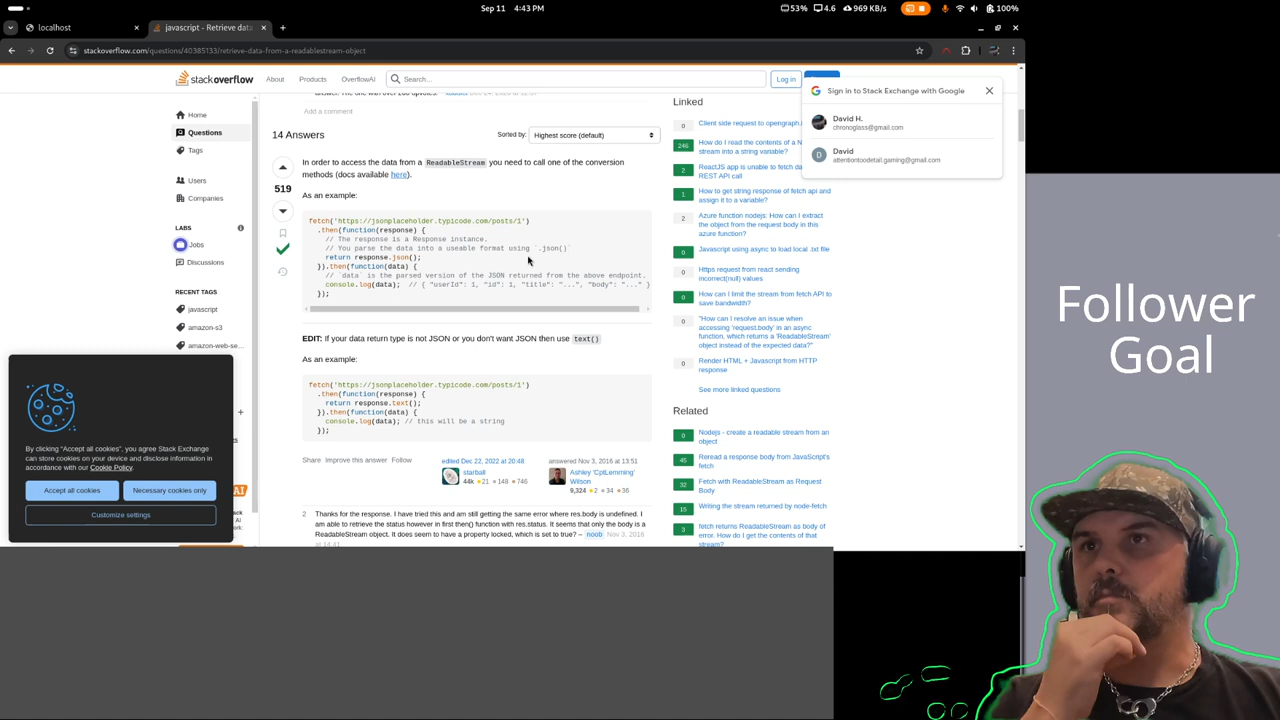 Sep 11 4:43 PM
53% 4.6 969 KB/s 100%
localhost
javascript - Retrieve dat
stackoverflow.com/questions/40385133/retrieve-data-from-a-readablestream-object
stackoverflow
About Products OverflowAI
Search…
Log in
Sign in to Stack Exchange with Google
David H.
chronoglass@gmail.com
David
attentiontoodetail.gaming@gmail.com
Home
Questions
Tags
Users
Companies
LABS
Jobs
Discussions
RECENT TAGS
javascript
amazon-s3
amazon-web-se...
By clicking “Accept all cookies”, you agree Stack Exchange
can store cookies on your device and disclose information in
accordance with our Cookie Policy.
Accept all cookies
Necessary cookies only
Customize settings
Add a comment
14 Answers
Sorted by:
Highest score (default)
519
In order to access the data from a ReadableStream you need to call one of the conversion
methods (docs available here).
As an example:
fetch('https://jsonplaceholder.typicode.com/posts/1')
.then(function(response) {
// The response is a Response instance.
// You parse the data into a useable format using `.json()`
return response.json();
}).then(function(data) {
// `data` is the parsed version of the JSON returned from the above endpoint.
console.log(data); // { "userId": 1, "id": 1, "title": "...", "body": "..." }
});
EDIT: If your data return type is not JSON or you don't want JSON then use text()
As an example:
fetch('https://jsonplaceholder.typicode.com/posts/1')
.then(function(response) {
return response.text();
}).then(function(data) {
console.log(data); // this will be a string
});
Share Improve this answer Follow
edited Dec 22, 2022 at 20:48
starball
44k 21 148 746
answered Nov 3, 2016 at 13:51
Ashley 'CptLemming'
Wilson
9,324 2 34 36
2 Thanks for the response. I have tried this and am still getting the same error where res.body is undefined. I
am able to retrieve the status however in first then() function with res.status. It seems that only the body is a
ReadableStream object. It does seem to have a property locked, which is set to true? – noob Nov 3, 2016
at 14:41
Linked
0 Client side request to opengraph.i
246 How do I read the contents of a N
stream into a string variable?
2 ReactJS app is unable to fetch da
REST API call
1 How to get string response of fetch api and
assign it to a variable?
2 Azure function nodejs: How can I extract
the object from the request body in this
azure function?
0 Javascript using async to load local .txt file
0 Https request from react sending
incorrect(null) values
0 How can I limit the stream from fetch API to
save bandwidth?
0 "How can I resolve an issue when
accessing 'request.body' in an async
function, which returns a 'ReadableStream'
object instead of the expected data?"
0 Render HTML + Javascript from HTTP
response
See more linked questions
Related
0 Nodejs - create a readable stream from an
object
45 Reread a response body from JavaScript's
fetch
32 Fetch with ReadableStream as Request
Body
15 Writing the stream returned by node-fetch
3 fetch returns ReadableStream as body of
error. How do I get the contents of that
stream?
Follower
Goal